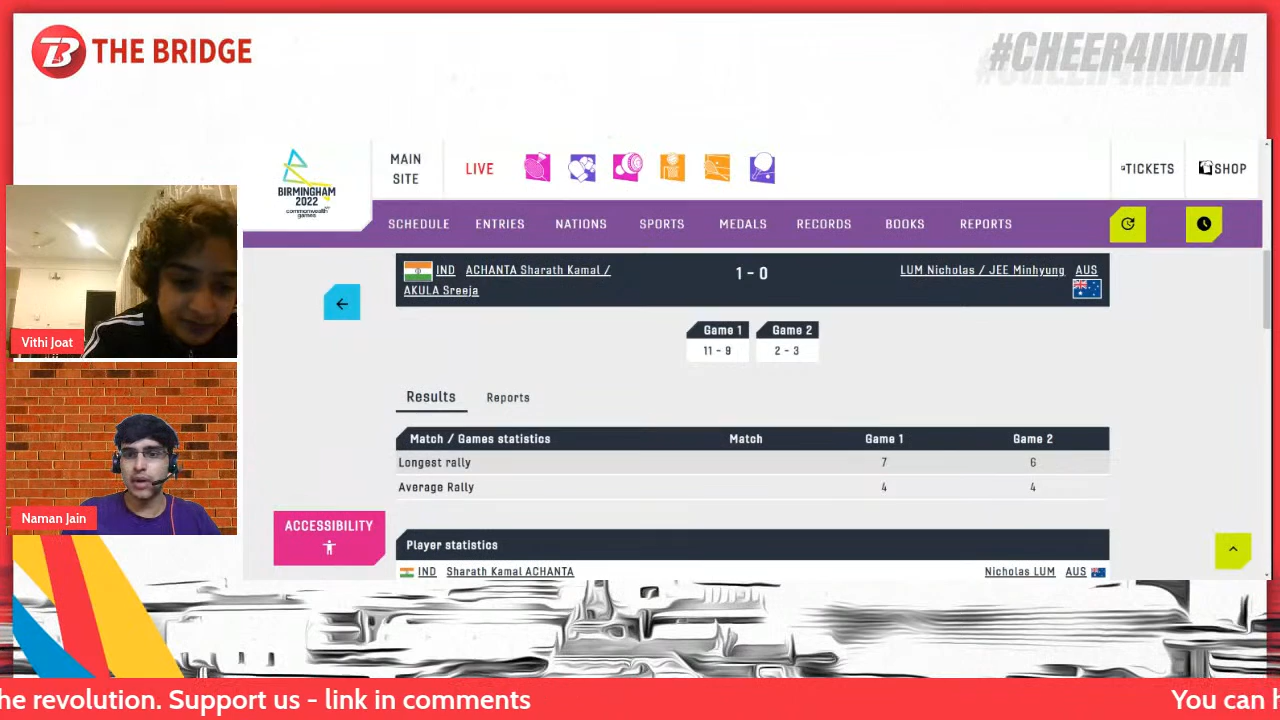 THE BRIDGE
#CHEER4INDIA
BIRMINGHAM
2022
commonwealth
games
MAIN
SITE
LIVE
TICKETS
SHOP
SCHEDULE ENTRIES NATIONS SPORTS MEDALS RECORDS BOOKS REPORTS
IND ACHANTA Sharath Kamal /
AKULA Sreeja
1 - 0
LUM Nicholas / JEE Minhyung AUS
Game 1 Game 2
11 - 9 2 - 3
Results Reports
Match / Games statistics Match Game 1 Game 2
Longest rally 7 6
Average Rally 4 4
Player statistics
IND Sharath Kamal ACHANTA Nicholas LUM AUS
ACCESSIBILITY
Vithi Joat
Naman Jain
he revolution. Support us - link in comments You can h